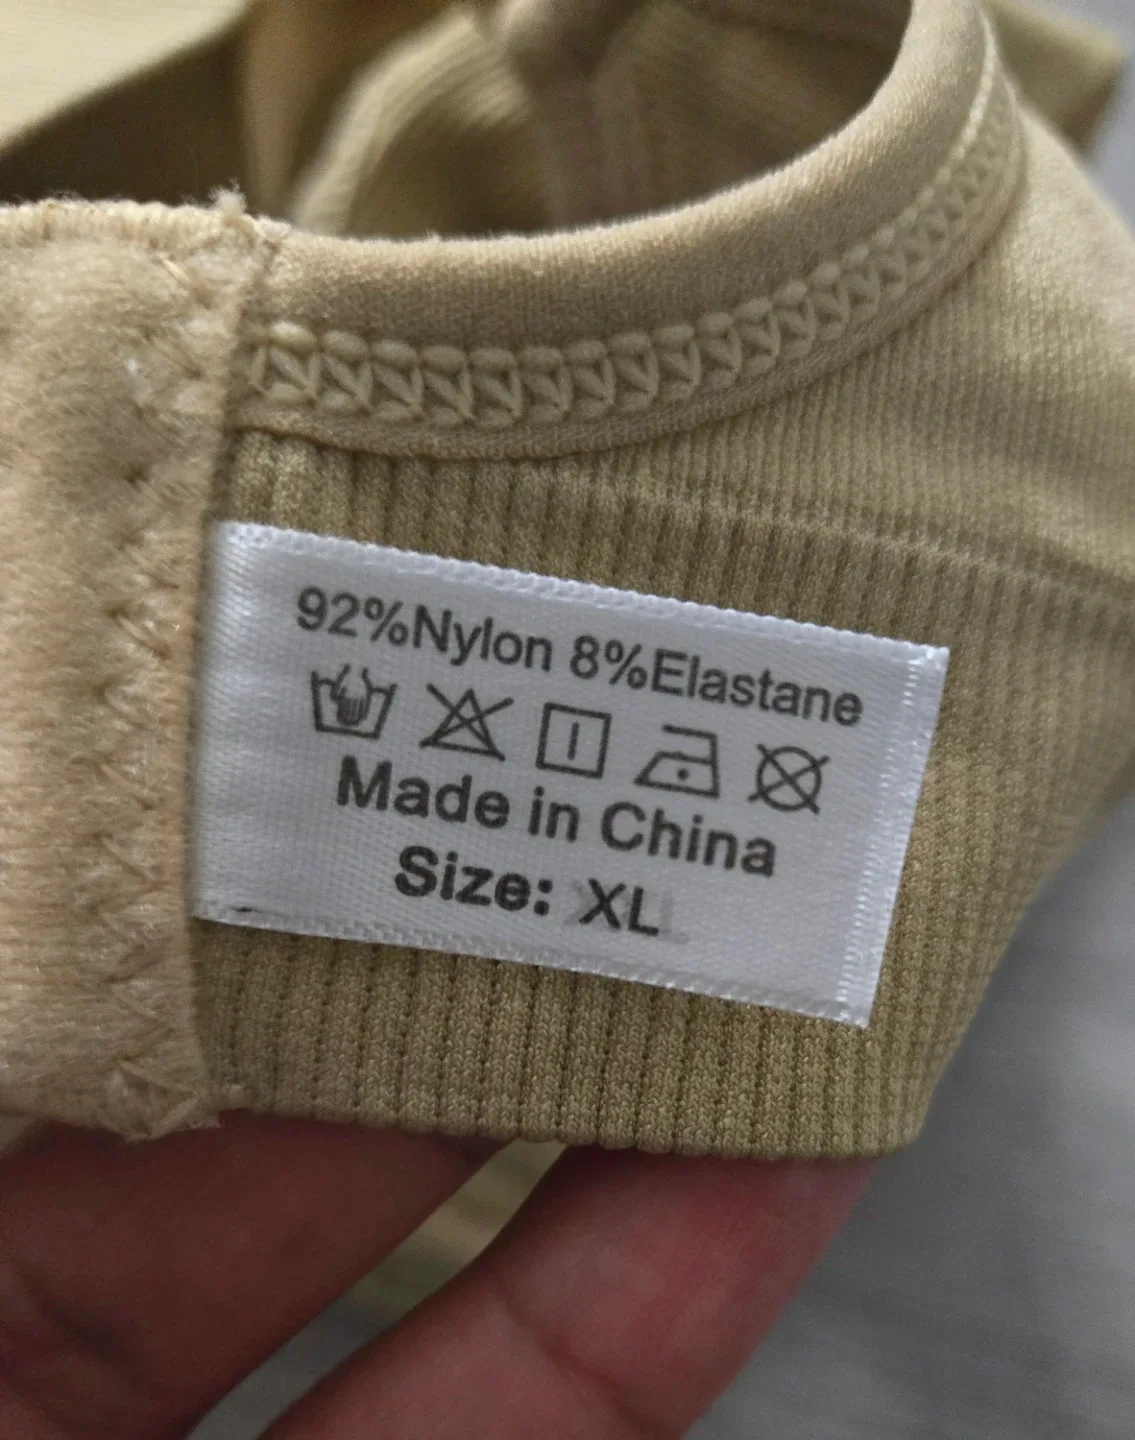 92%Nylon 8%Elastane
Made in China
Size: XL